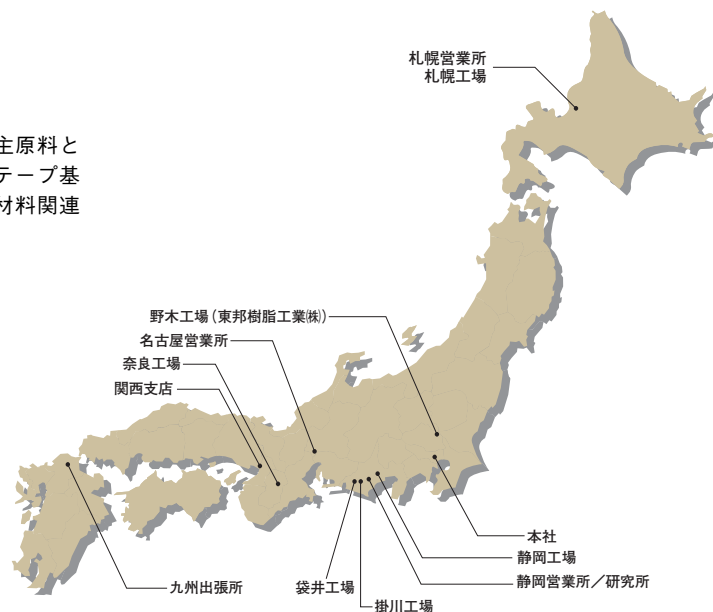 札幌営業所
札幌工場
主原料と
テープ基
材料関連
野木工場(東邦樹脂工業㈱)
名古屋営業所
奈良工場
関西支店
本社
静岡工場
静岡営業所/研究所
九州出張所
袋井工場
掛川工場